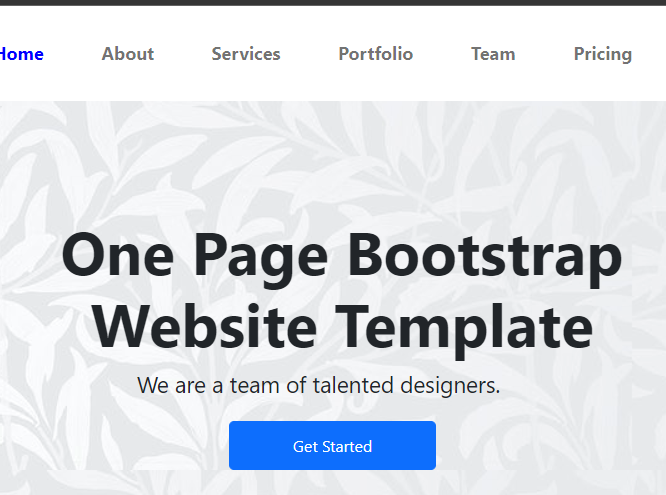 Home About Services Portfolio Team Pricing
One Page Bootstrap
Website Template
We are a team of talented designers.
Get Started